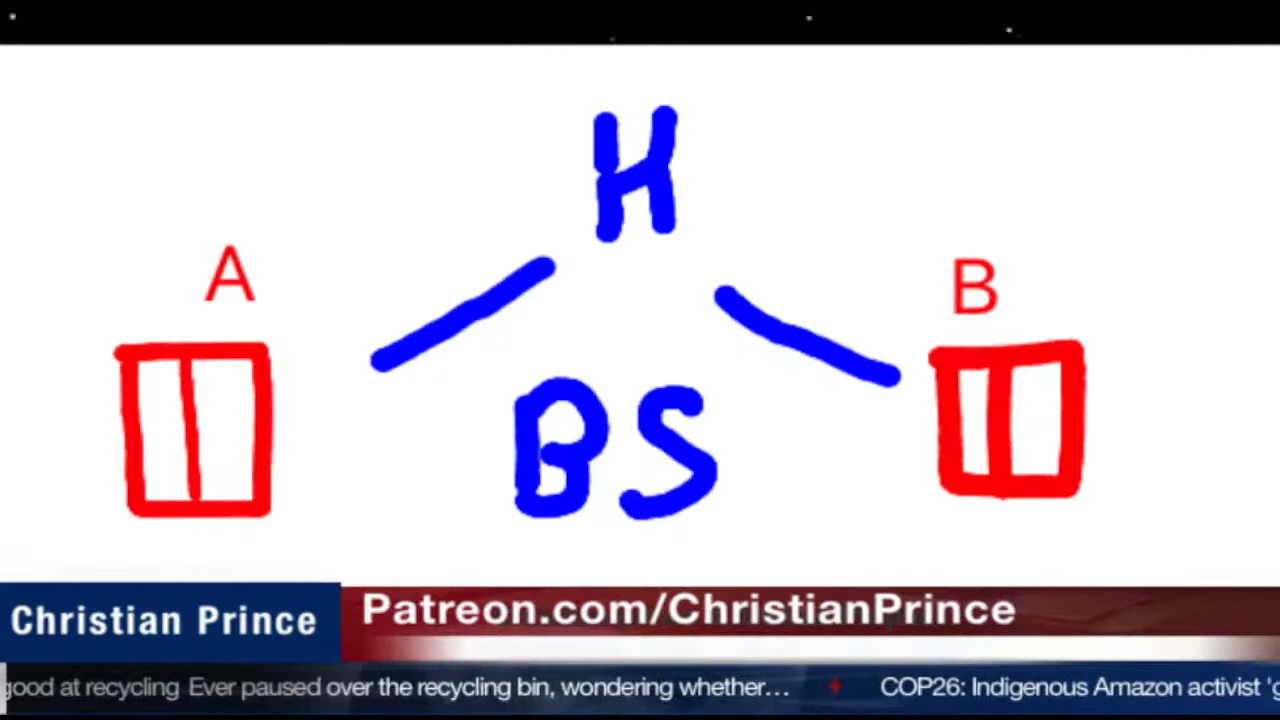 H
A
B
BS
Christian Prince
Patreon.com/ChristianPrince
good at recycling Ever paused over the recycling bin, wondering whether... COP26: Indigenous Amazon activist 'g